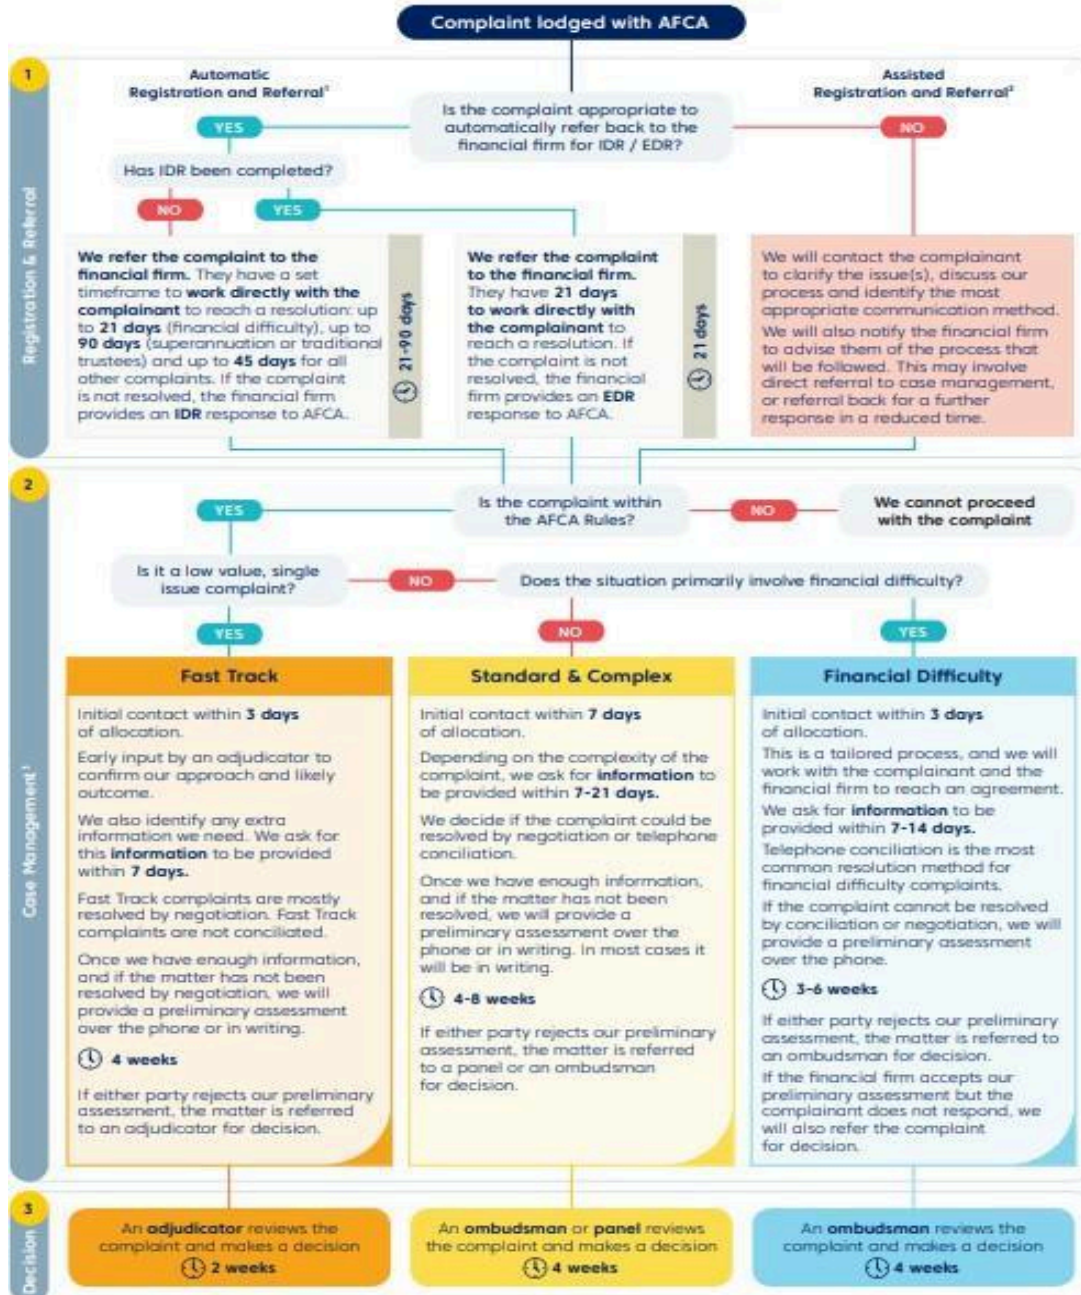 Complaint lodged with AFCA
1
Registration & Referral
Automatic
Registration and Referral¹
Is the complaint appropriate to
automatically refer back to the
financial firm for IDR / EDR?
Assisted
Registration and Referral²
YES
NO
Has IDR been completed?
NO
YES
We refer the complaint to the
financial firm. They have a set
timeframe to work directly with the
complainant to reach a resolution: up
to 21 days (financial difficulty), up to
90 days (superannuation or traditional
trustees) and up to 45 days for all
other complaints. If the complaint
is not resolved, the financial firm
provides an IDR response to AFCA.
21-90 days
We refer the complaint
to the financial firm.
They have 21 days
to work directly with
the complainant to
reach a resolution. If
the complaint is not
resolved, the financial
firm provides an EDR
response to AFCA.
21 days
We will contact the complainant
to clarify the issue(s), discuss our
process and identify the most
appropriate communication method.
We will also notify the financial firm
to advise them of the process that
will be followed. This may involve
direct referral to case management,
or referral back for a further
response in a reduced time.
2
Case Management³
YES
Is the complaint within
the AFCA Rules?
NO
We cannot proceed
with the complaint
Is it a low value, single
issue complaint?
NO
Does the situation primarily involve financial difficulty?
YES
NO
YES
Fast Track
Initial contact within 3 days
of allocation.
Early input by an adjudicator to
confirm our approach and likely
outcome.
We also identify any extra
information we need. We ask for
this information to be provided
within 7 days.
Fast Track complaints are mostly
resolved by negotiation. Fast Track
complaints are not conciliated.
Once we have enough information,
and if the matter has not been
resolved by negotiation, we will
provide a preliminary assessment
over the phone or in writing.
4 weeks
If either party rejects our preliminary
assessment, the matter is referred
to an adjudicator for decision.
Standard & Complex
Initial contact within 7 days
of allocation.
Depending on the complexity of the
complaint, we ask for information to
be provided within 7-21 days.
We decide if the complaint could be
resolved by negotiation or telephone
conciliation.
Once we have enough information,
and if the matter has not been
resolved, we will provide a
preliminary assessment over the
phone or in writing. In most cases it
will be in writing.
4-8 weeks
If either party rejects our preliminary
assessment, the matter is referred
to a panel or an ombudsman
for decision.
Financial Difficulty
Initial contact within 3 days
of allocation.
This is a tailored process, and we will
work with the complainant and the
financial firm to reach an agreement.
We ask for information to be
provided within 7-14 days.
Telephone conciliation is the most
common resolution method for
financial difficulty complaints.
If the complaint cannot be resolved
by conciliation or negotiation, we will
provide a preliminary assessment
over the phone.
3-6 weeks
If either party rejects our preliminary
assessment, the matter is referred to
an ombudsman for decision.
If the financial firm accepts our
preliminary assessment but the
complainant does not respond, we
will also refer the complaint
for decision.
3
Decision
An adjudicator reviews the
complaint and makes a decision
2 weeks
An ombudsman or panel reviews
the complaint and makes a decision
4 weeks
An ombudsman reviews the
complaint and makes a decision
4 weeks